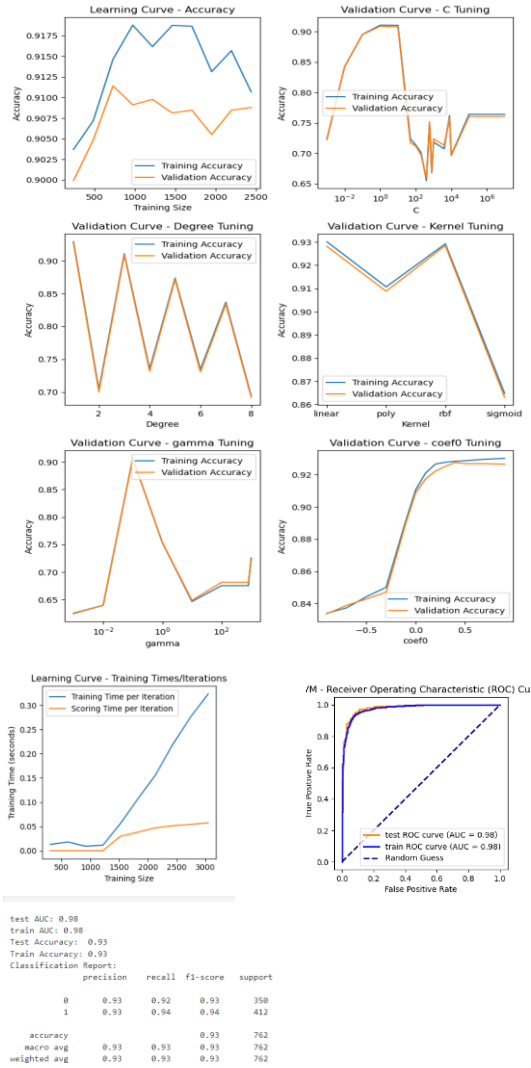 Learning Curve - Accuracy
Accuracy
0.9175
0.9150
0.9125
0.9100
0.9075
0.9050
0.9025
0.9000
Training Accuracy
Validation Accuracy
500 1000 1500 2000 2500
Training Size
Validation Curve - C Tuning
Accuracy
0.90
0.85
0.80
0.75
0.70
0.65
Training Accuracy
Validation Accuracy
10⁻² 10⁰ 10² 10⁴ 10⁶
C
Validation Curve - Degree Tuning
Accuracy
0.90
0.85
0.80
0.75
0.70
Training Accuracy
Validation Accuracy
2 4 6 8
Degree
Validation Curve - Kernel Tuning
Accuracy
0.93
0.92
0.91
0.90
0.89
0.88
0.87
0.86
Training Accuracy
Validation Accuracy
linear poly rbf sigmoid
Kernel
Validation Curve - gamma Tuning
Accuracy
0.90
0.85
0.80
0.75
0.70
0.65
Training Accuracy
Validation Accuracy
10⁻² 10⁰ 10²
gamma
Validation Curve - coef0 Tuning
Accuracy
0.92
0.90
0.88
0.86
0.84
Training Accuracy
Validation Accuracy
−0.5 0.0 0.5
coef0
Learning Curve - Training Times/Iterations
Training Time (seconds)
0.30
0.25
0.20
0.15
0.10
0.05
0.00
Training Time per Iteration
Scoring Time per Iteration
500 1000 1500 2000 2500 3000
Training Size
/M - Receiver Operating Characteristic (ROC) Cu
True Positive Rate
1.0
0.8
0.6
0.4
0.2
0.0
test ROC curve (AUC = 0.98)
train ROC curve (AUC = 0.98)
Random Guess
0.0 0.2 0.4 0.6 0.8 1.0
False Positive Rate
test AUC: 0.98
train AUC: 0.98
Test Accuracy: 0.93
Train Accuracy: 0.93
Classification Report:
precision recall f1-score support
0 0.93 0.92 0.93 350
1 0.93 0.94 0.94 412
accuracy 0.93 762
macro avg 0.93 0.93 0.93 762
weighted avg 0.93 0.93 0.93 762